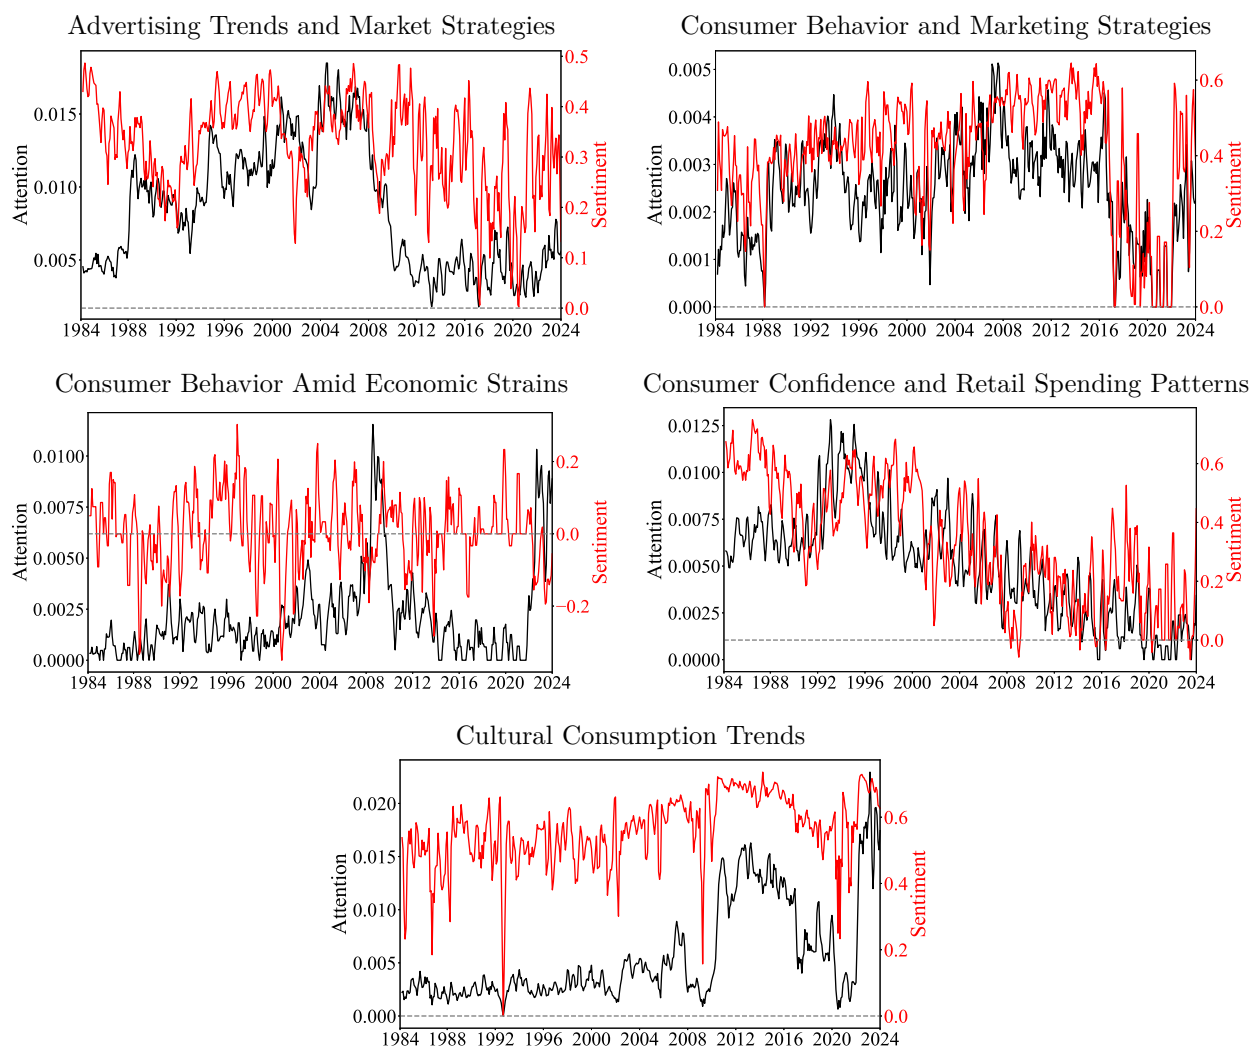 Advertising Trends and Market Strategies
0.015
0.010
0.005
Attention
0.5
0.4
0.3
0.2
0.1
0.0
Sentiment
1984 1988 1992 1996 2000 2004 2008 2012 2016 2020 2024
Consumer Behavior and Marketing Strategies
0.005
0.004
0.003
0.002
0.001
0.000
Attention
0.6
0.4
0.2
0.0
Sentiment
1984 1988 1992 1996 2000 2004 2008 2012 2016 2020 2024
Consumer Behavior Amid Economic Strains
0.0100
0.0075
0.0050
0.0025
0.0000
Attention
0.2
0.0
−0.2
Sentiment
1984 1988 1992 1996 2000 2004 2008 2012 2016 2020 2024
Consumer Confidence and Retail Spending Patterns
0.0125
0.0100
0.0075
0.0050
0.0025
0.0000
Attention
0.6
0.4
0.2
0.0
Sentiment
1984 1988 1992 1996 2000 2004 2008 2012 2016 2020 2024
Cultural Consumption Trends
0.020
0.015
0.010
0.005
0.000
Attention
0.6
0.4
0.2
0.0
Sentiment
1984 1988 1992 1996 2000 2004 2008 2012 2016 2020 2024